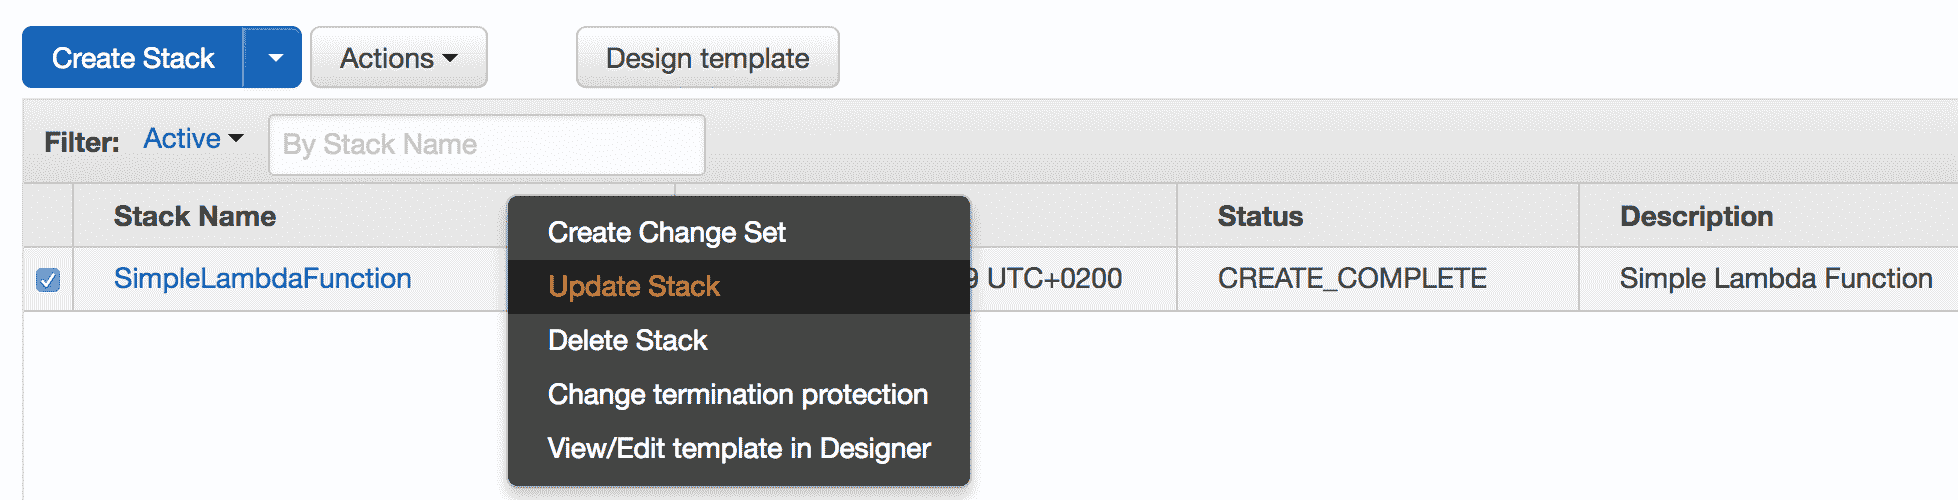 Create Stack
Actions
Design template
Filter: Active By Stack Name
Stack Name Status Description
SimpleLambdaFunction UTC+0200 CREATE_COMPLETE Simple Lambda Function
Create Change Set
Update Stack
Delete Stack
Change termination protection
View/Edit template in Designer